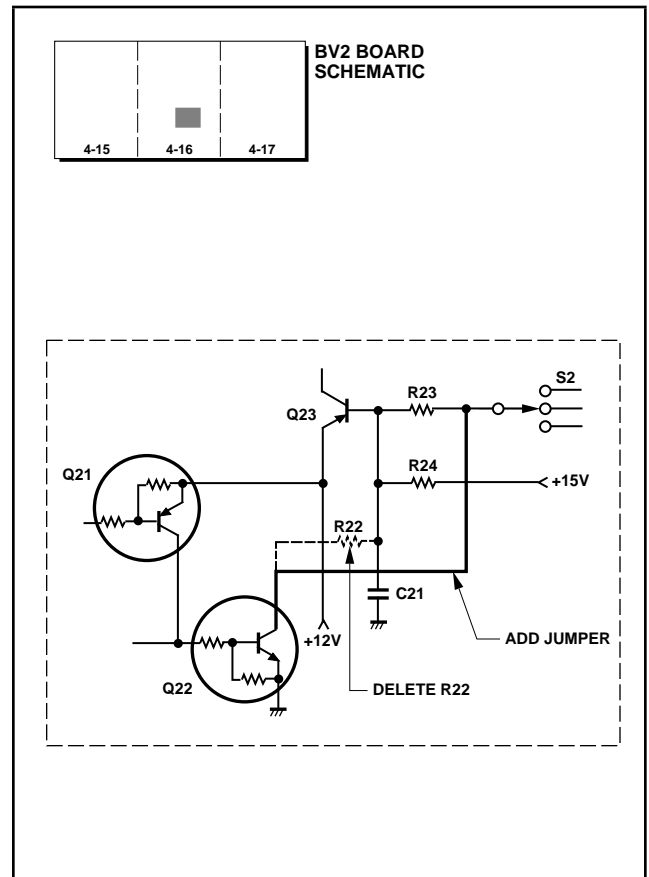 BV2 BOARD
SCHEMATIC
4-15 4-16 4-17
S2
R23
Q23
R24
Q21
+15V
R22
C21
+12V
ADD JUMPER
Q22
DELETE R22